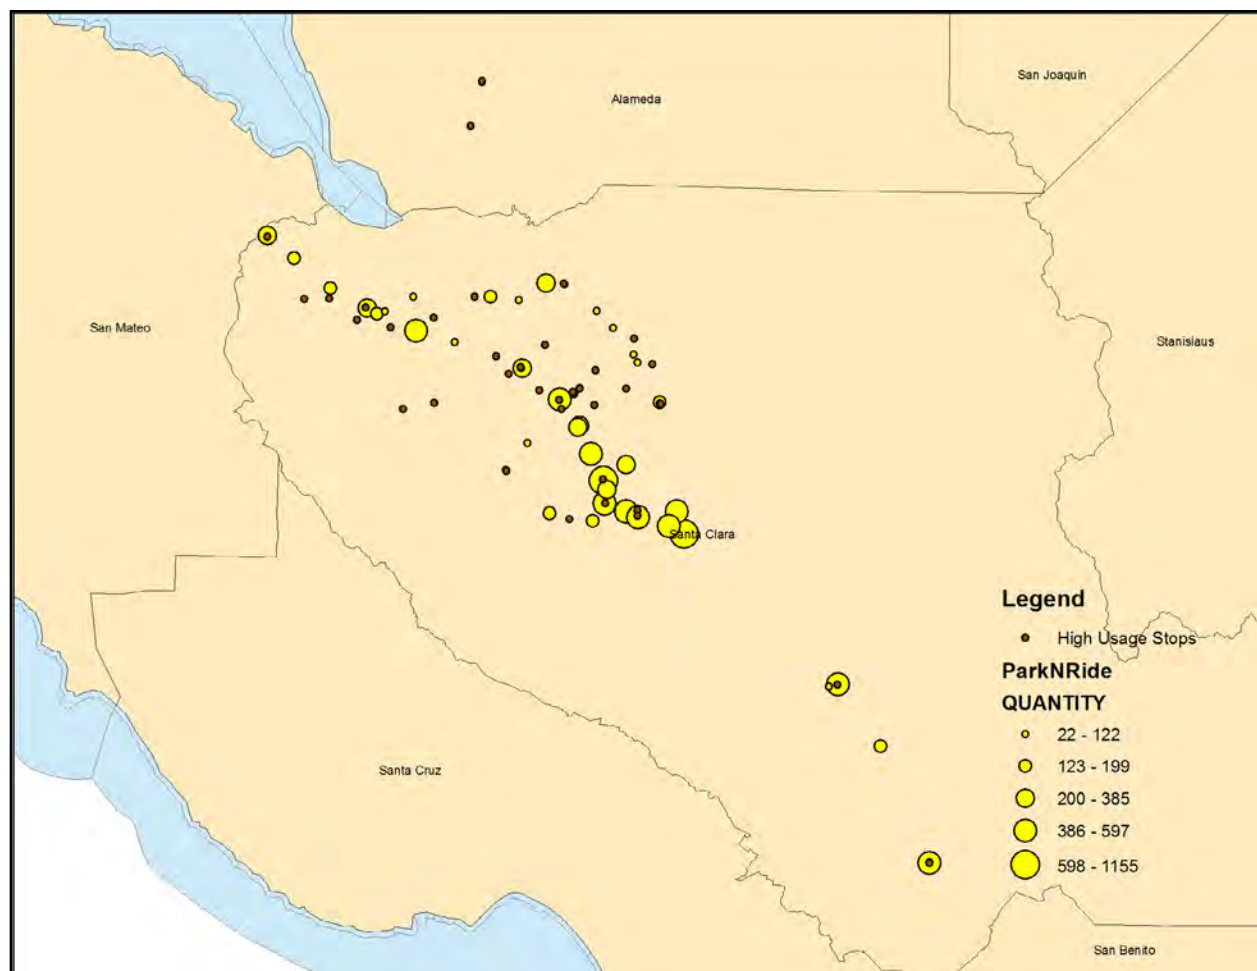 San Joaquin
Alameda
San Mateo
Stanislaus
Santa Clara
Legend
High Usage Stops
ParkNRide
QUANTITY
22 - 122
123 - 199
200 - 385
386 - 597
598 - 1155
Santa Cruz
San Benito